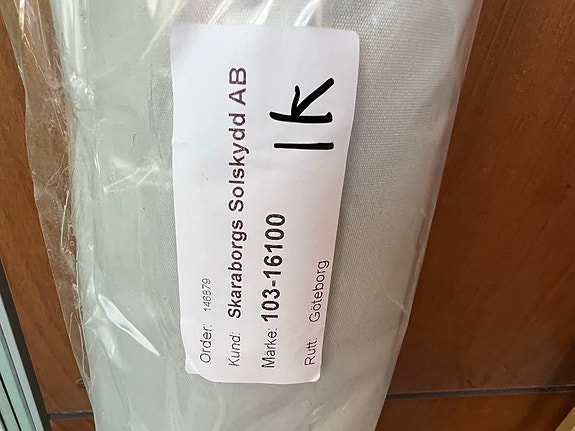 Order: 146879
Kund: Skaraborgs Solskydd AB
Märke: 103-16100
1k
Rutt: Göteborg